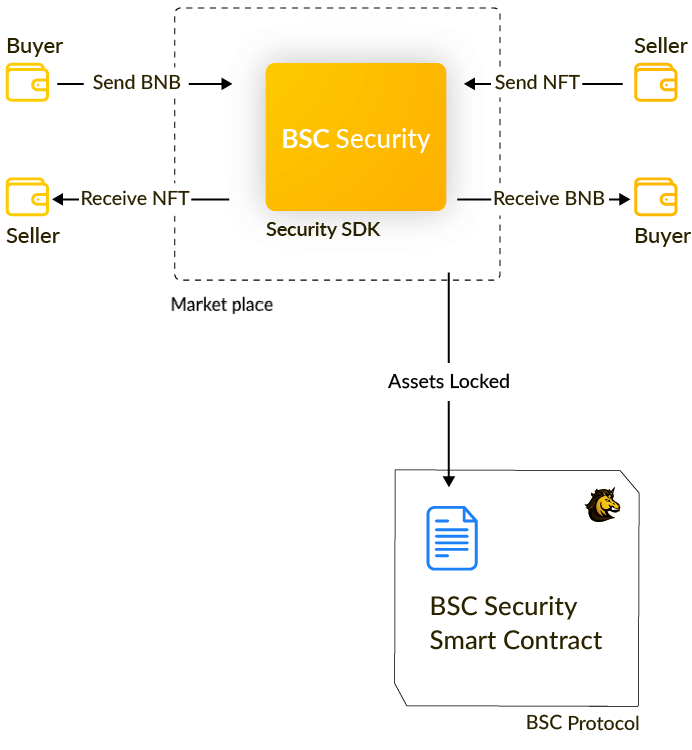 Buyer
Seller
Send BNB
Send NFT
BSC Security
Receive NFT
Receive BNB
Seller
Security SDK
Buyer
Market place
Assets Locked
BSC Security
Smart Contract
BSC Protocol